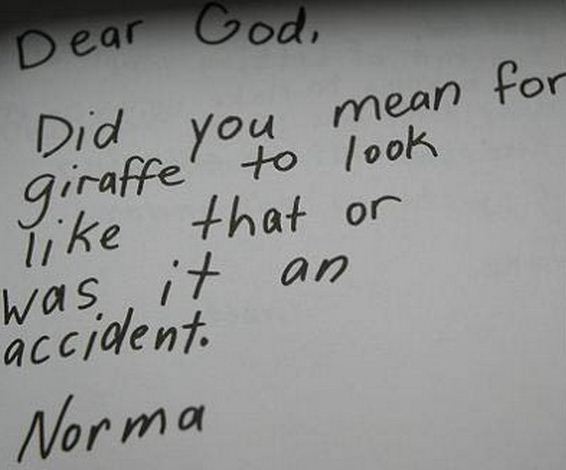 Dear God,
Did you mean for
giraffe to look
like that or
was it an
accident.
Norma